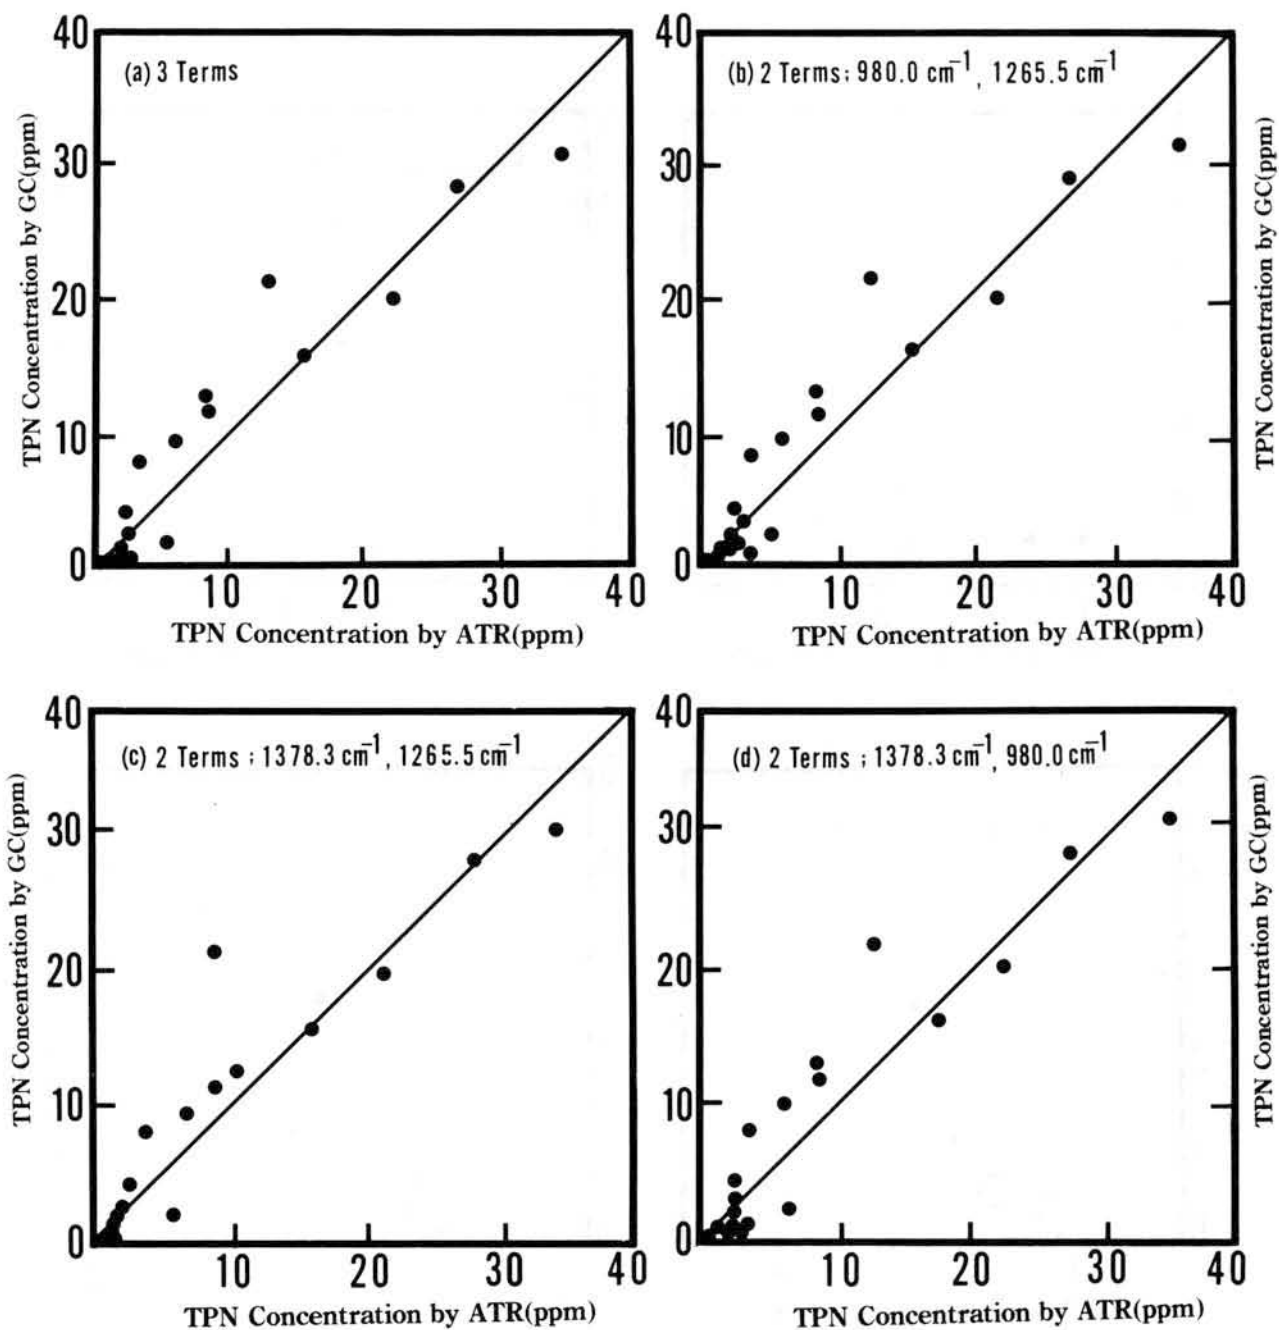 40
(a) 3 Terms
30
20
10
0
10 20 30 40
TPN Concentration by GC(ppm)
TPN Concentration by ATR(ppm)
40
(b) 2 Terms; 980.0 cm⁻¹, 1265.5 cm⁻¹
30
20
10
0
10 20 30 40
TPN Concentration by GC(ppm)
TPN Concentration by ATR(ppm)
40
(c) 2 Terms; 1378.3 cm⁻¹, 1265.5 cm⁻¹
30
20
10
0
10 20 30 40
TPN Concentration by GC(ppm)
TPN Concentration by ATR(ppm)
40
(d) 2 Terms; 1378.3 cm⁻¹, 980.0 cm⁻¹
30
20
10
0
10 20 30 40
TPN Concentration by GC(ppm)
TPN Concentration by ATR(ppm)